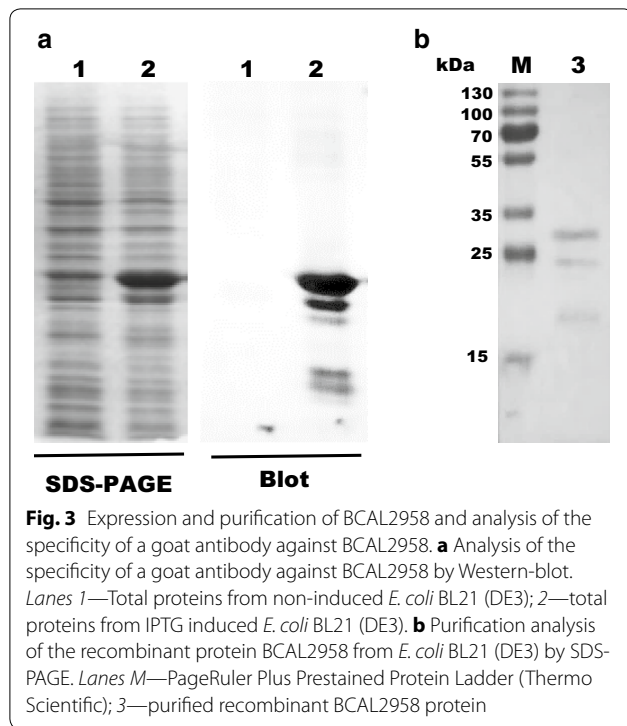 a
1 2 1 2
SDS-PAGE Blot
b
kDa M 3
130
100
70
55
35
25
15
Fig. 3 Expression and purification of BCAL2958 and analysis of the
specificity of a goat antibody against BCAL2958. a Analysis of the
specificity of a goat antibody against BCAL2958 by Western-blot.
Lanes 1—Total proteins from non-induced E. coli BL21 (DE3); 2—total
proteins from IPTG induced E. coli BL21 (DE3). b Purification analysis
of the recombinant protein BCAL2958 from E. coli BL21 (DE3) by SDS-
PAGE. Lanes M—PageRuler Plus Prestained Protein Ladder (Thermo
Scientific); 3—purified recombinant BCAL2958 protein